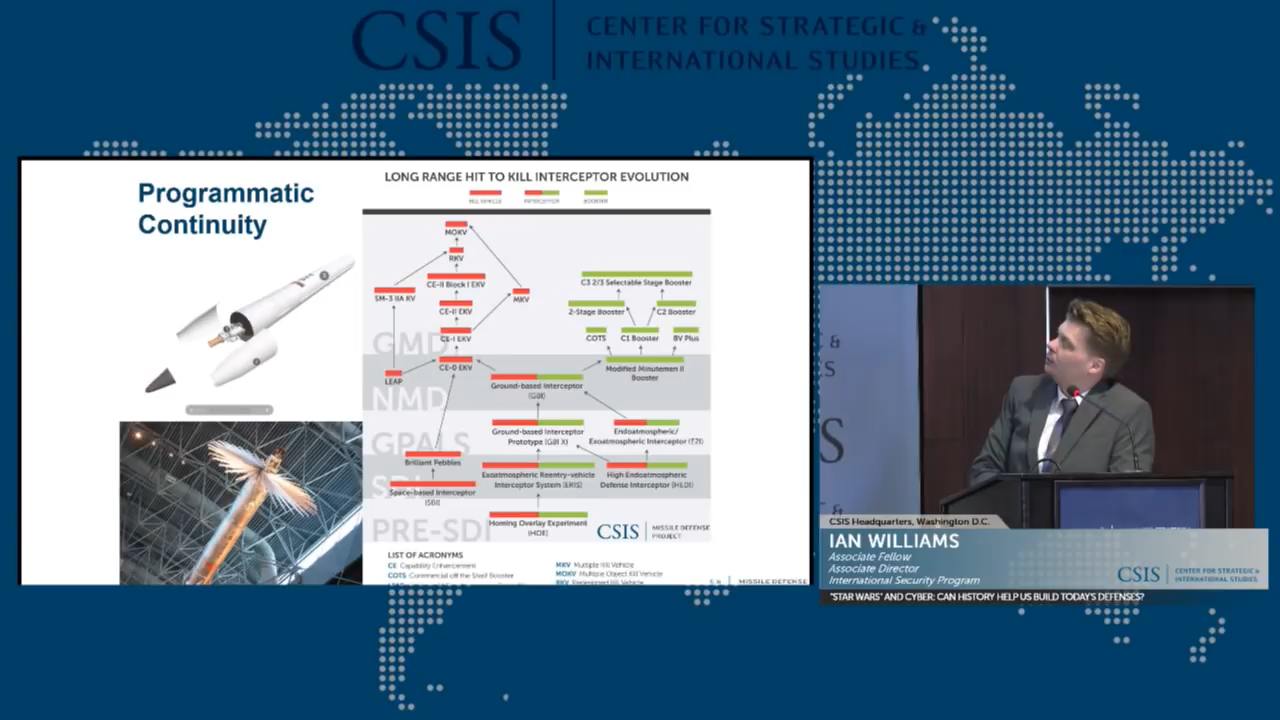 CSIS
CENTER FOR STRATEGIC &
INTERNATIONAL STUDIES
Programmatic
Continuity
LONG RANGE HIT TO KILL INTERCEPTOR EVOLUTION
KILL VEHICLE
INTERCEPTOR
BOOSTER
MOKV
RKV
CE-II Block I EKV
SM-3 IIA KV
MKV
CE-II EKV
CE-I EKV
CE-0 EKV
LEAP
C3 2/3 Selectable Stage Booster
2-Stage Booster
C2 Booster
COTS
C1 Booster
BV Plus
Modified Minutemen II
Booster
GMD
NMD
GPALS
SDI
PRE-SDI
Ground-based Interceptor
(GBI)
Ground-based Interceptor
Prototype (GBI X)
Endoatmospheric/
Exoatmospheric Interceptor (E2I)
Brilliant Pebbles
Space-based Interceptor
(SBI)
Exoatmospheric Reentry-vehicle
Interceptor System (ERIS)
High Endoatmospheric
Defense Interceptor (HEDI)
Homing Overlay Experiment
(HOE)
CSIS
MISSILE DEFENSE
PROJECT
LIST OF ACRONYMS
CE Capability Enhancement
COTS Commercial off the Shelf Booster
MKV Multiple Kill Vehicle
MOKV Multiple Object Kill Vehicle
RKV Redesigned Kill Vehicle
MISSILE DEFENSE
&
S
S
CSIS Headquarters, Washington D.C.
IAN WILLIAMS
Associate Fellow
Associate Director
International Security Program
CSIS
CENTER FOR STRATEGIC &
INTERNATIONAL STUDIES
"STAR WARS" AND CYBER: CAN HISTORY HELP US BUILD TODAY'S DEFENSES?